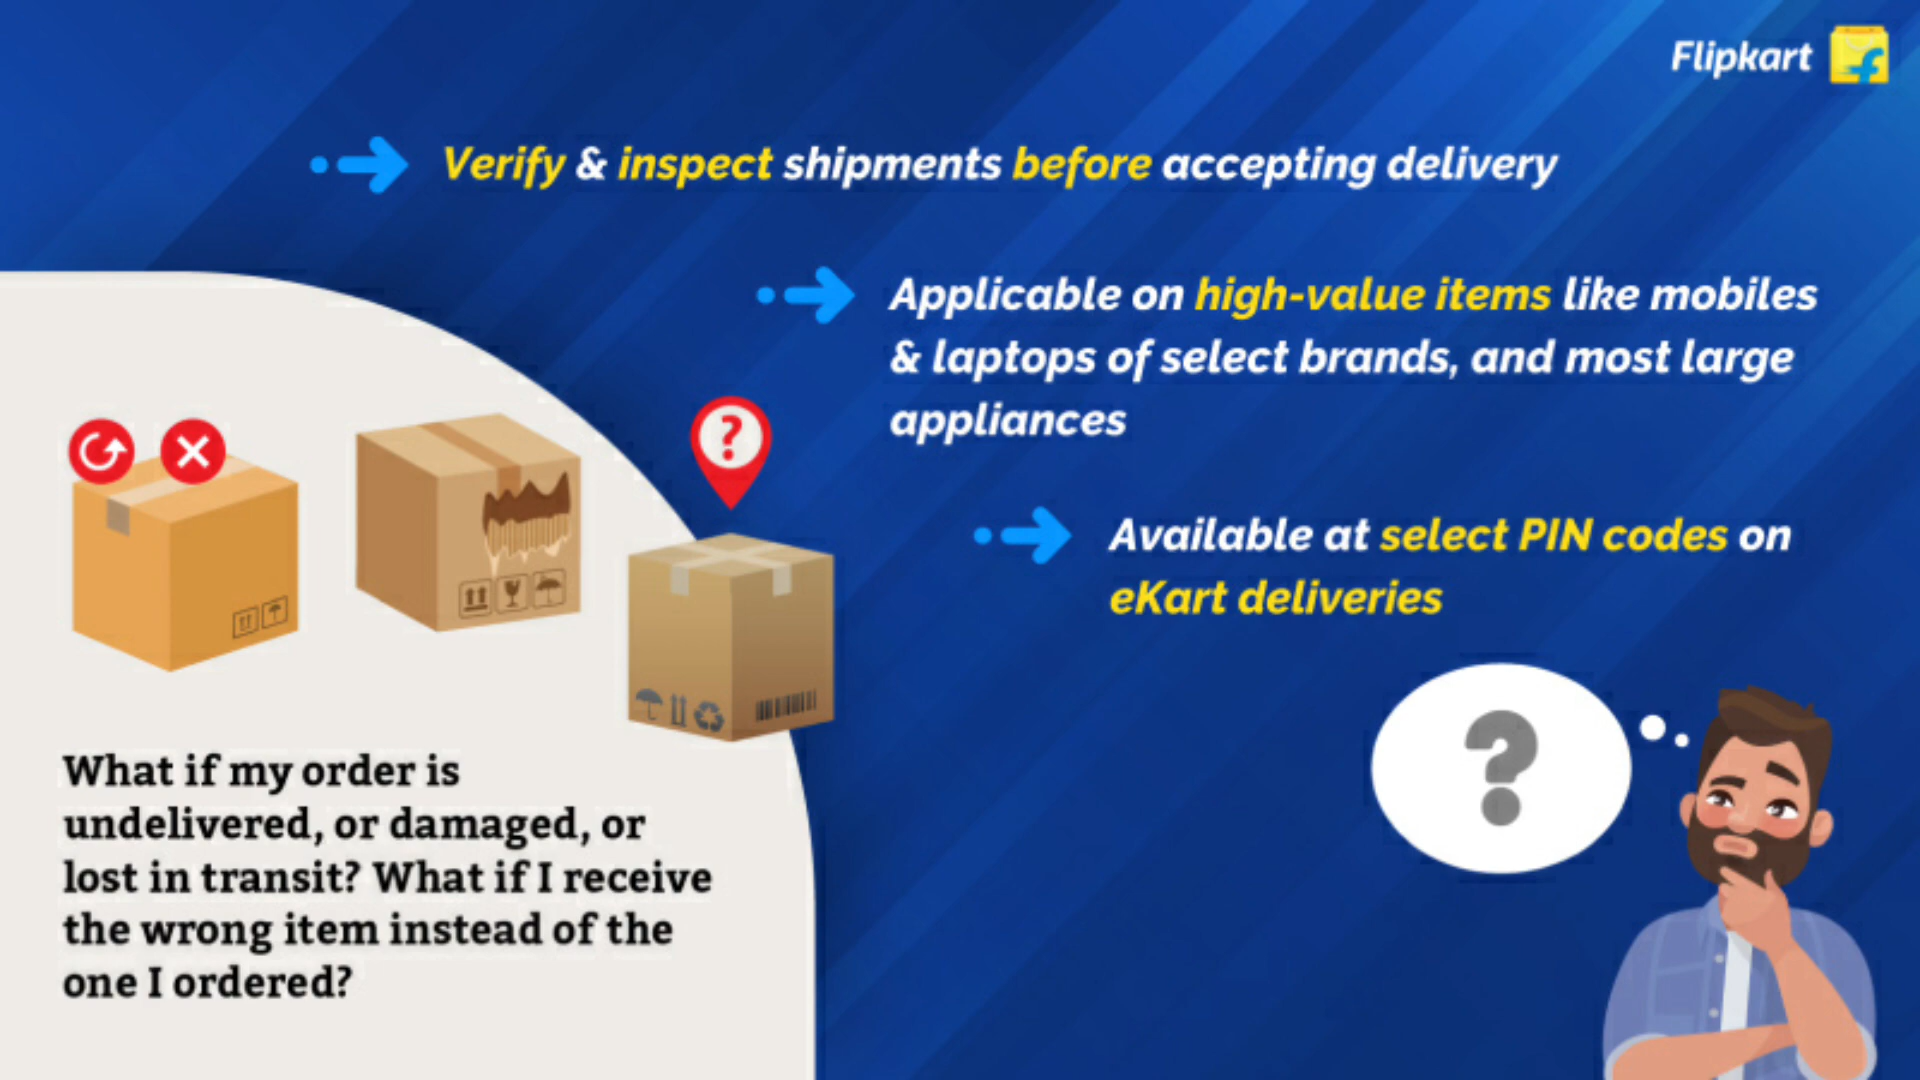 Flipkart
Verify & inspect shipments before accepting delivery
Applicable on high-value items like mobiles
& laptops of select brands, and most large
appliances
Available at select PIN codes on
eKart deliveries
What if my order is
undelivered, or damaged, or
lost in transit? What if I receive
the wrong item instead of the
one I ordered?